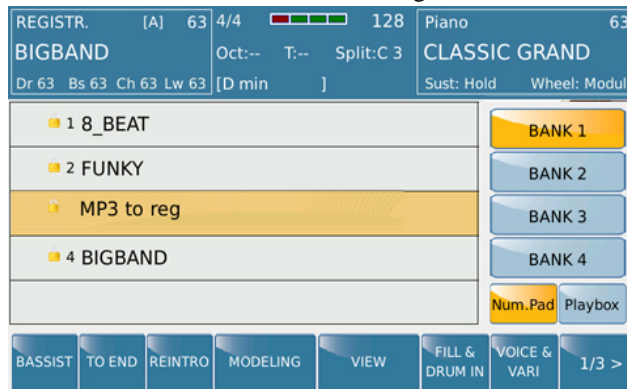 REGISTR. [A] 63 4/4 128 Piano 63
BIGBAND Oct:-- T:-- Split:C 3 CLASSIC GRAND
Dr 63 Bs 63 Ch 63 Lw 63 [D min ] Sust: Hold Wheel: Modul
1 8_BEAT
BANK 1
2 FUNKY
BANK 2
MP3 to reg
BANK 3
4 BIGBAND
BANK 4
Num.Pad Playbox
BASSIST TO END REINTRO MODELING VIEW FILL & DRUM IN VOICE & VARI 1/3 >